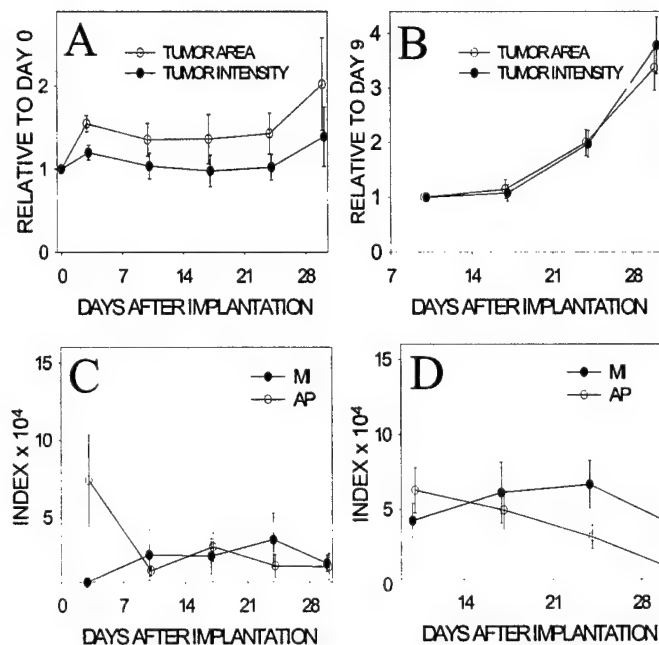 A
TUMOR AREA
TUMOR INTENSITY
RELATIVE TO DAY 0
2
1
0
0 7 14 21 28
DAYS AFTER IMPLANTATION
B
TUMOR AREA
TUMOR INTENSITY
RELATIVE TO DAY 9
4
3
2
1
0
7 14 21 28
DAYS AFTER IMPLANTATION
C
MI
AP
INDEX x 10⁴
15
10
5
0 7 14 21 28
DAYS AFTER IMPLANTATION
D
MI
AP
INDEX x 10⁴
15
10
5
0
14 21 28
DAYS AFTER IMPLANTATION